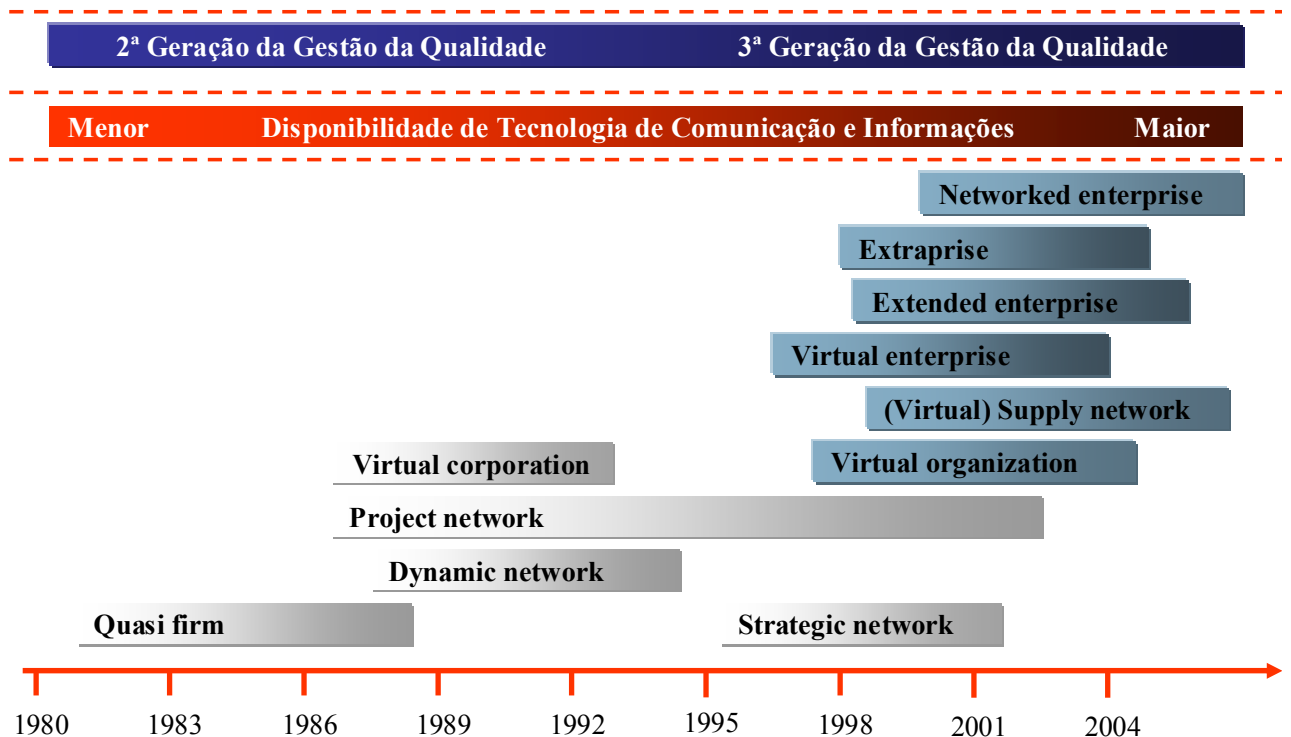 2ª Geração da Gestão da Qualidade 3ª Geração da Gestão da Qualidade
Menor Disponibilidade de Tecnologia de Comunicação e Informações Maior
Networked enterprise
Extraprise
Extended enterprise
Virtual enterprise
(Virtual) Supply network
Virtual corporation Virtual organization
Project network
Dynamic network
Quasi firm Strategic network
1980 1983 1986 1989 1992 1995 1998 2001 2004